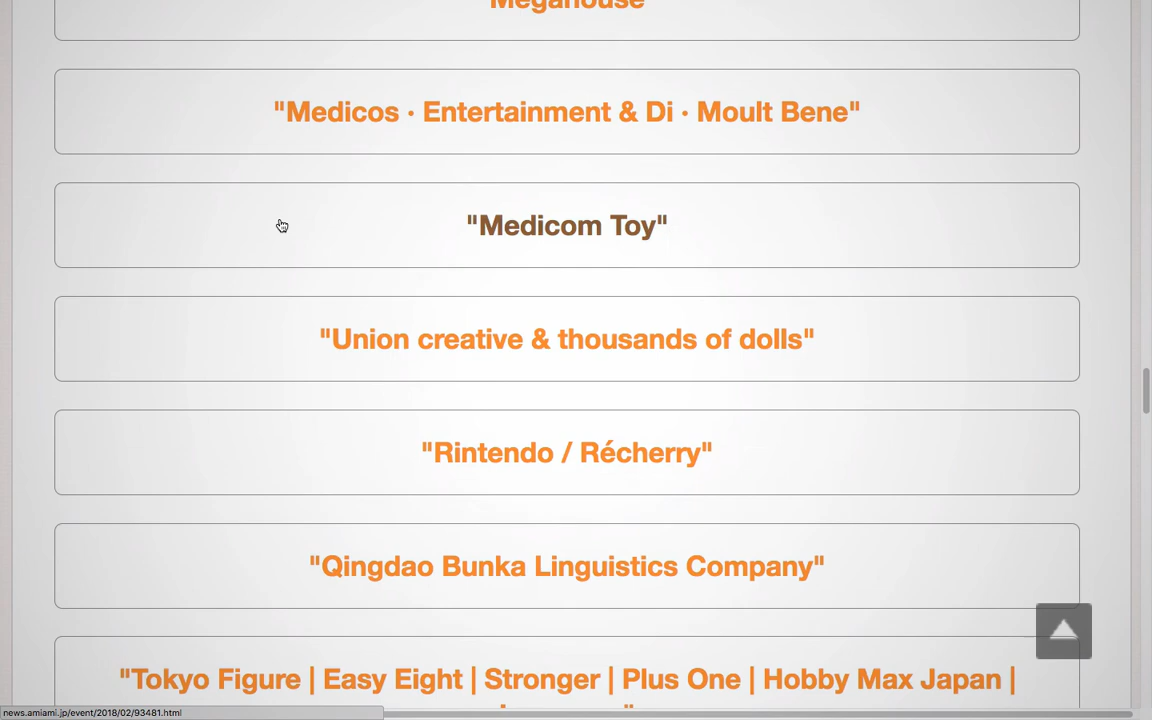 Megahouse
"Medicos · Entertainment & Di · Moult Bene"
"Medicom Toy"
"Union creative & thousands of dolls"
"Rintendo / Récherry"
"Qingdao Bunka Linguistics Company"
"Tokyo Figure | Easy Eight | Stronger | Plus One | Hobby Max Japan |
news.amiami.jp/event/2018/02/93481.html